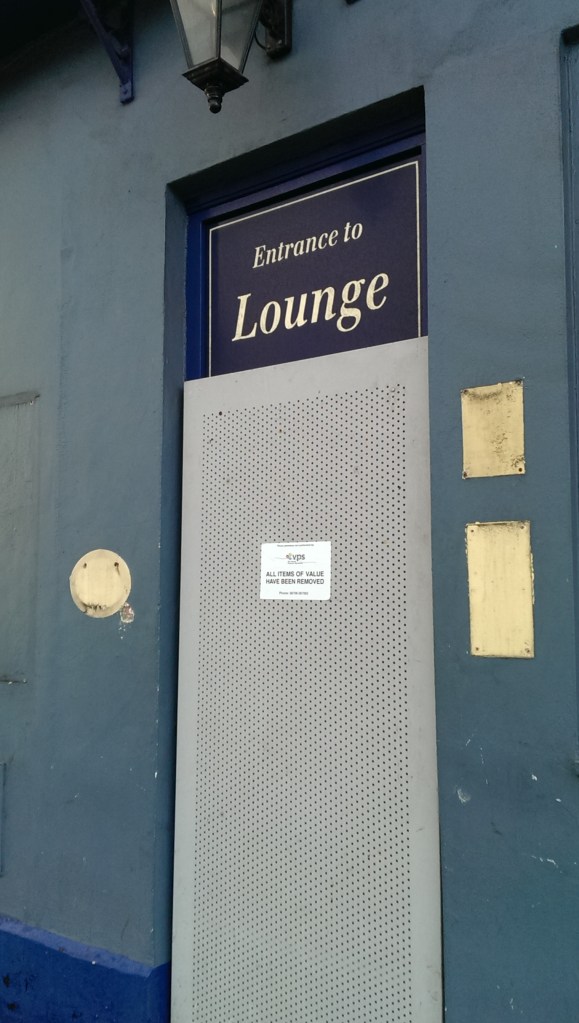 Entrance to
Lounge
vps
ALL ITEMS OF VALUE
HAVE BEEN REMOVED